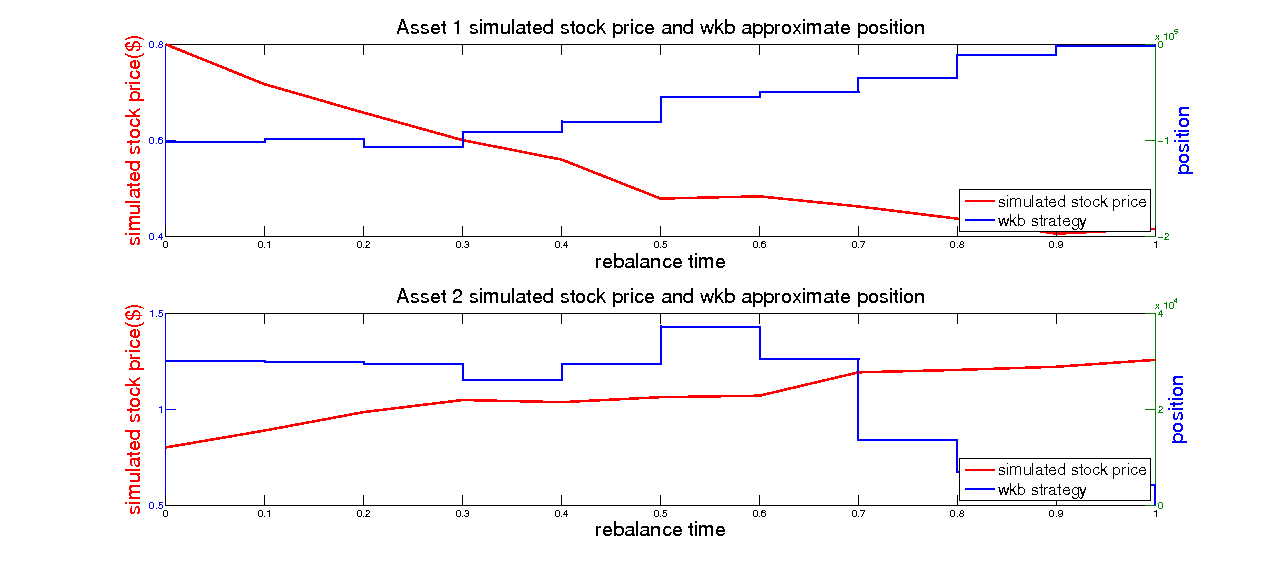 Asset 1 simulated stock price and wkb approximate position
x 10^5
0.8
0.6
0.4
simulated stock price($)
0
-1
-2
position
simulated stock price
wkb strategy
0 0.1 0.2 0.3 0.4 0.5 0.6 0.7 0.8 0.9 1
rebalance time
Asset 2 simulated stock price and wkb approximate position
x 10^4
1.5
1
0.5
simulated stock price($)
4
2
0
position
simulated stock price
wkb strategy
0 0.1 0.2 0.3 0.4 0.5 0.6 0.7 0.8 0.9 1
rebalance time